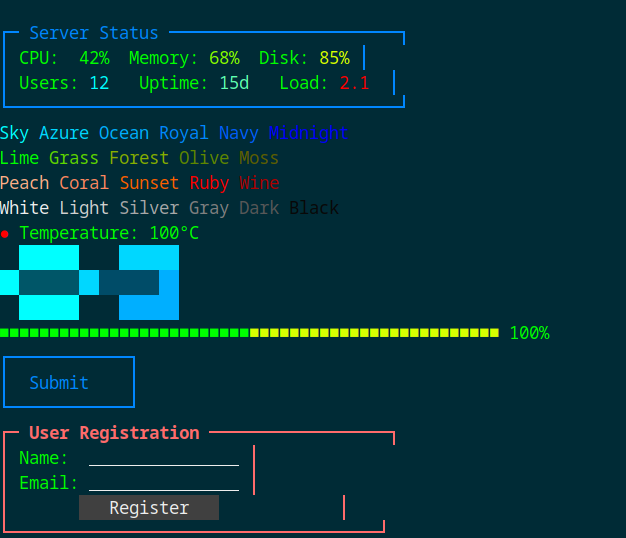 Server Status
CPU:  42%  Memory: 68%  Disk: 85%
Users: 12   Uptime: 15d   Load: 2.1
Sky Azure Ocean Royal Navy Midnight
Lime Grass Forest Olive Moss
Peach Coral Sunset Ruby Wine
White Light Silver Gray Dark Black
● Temperature: 100°C
100%
Submit
User Registration
Name: _______________
Email: _______________
Register